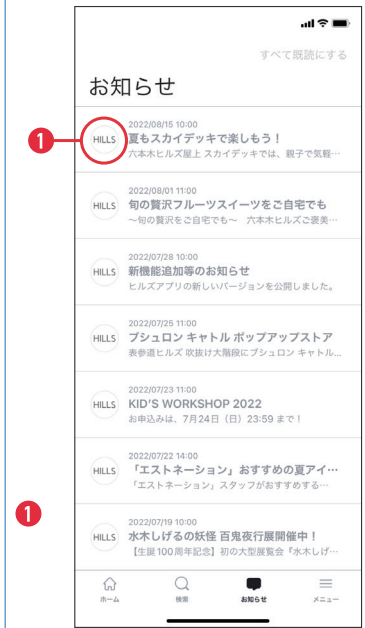 すべて既読にする
お知らせ
2022/08/15 10:00
1
HILLS
夏もスカイデッキで楽しもう！
六本木ヒルズ屋上 スカイデッキでは、親子で気軽…
2022/08/01 11:00
HILLS
旬の贅沢フルーツスイーツをご自宅でも
〜旬の贅沢をご自宅でも〜　六本木ヒルズご褒美…
2022/07/28 10:00
HILLS
新機能追加等のお知らせ
ヒルズアプリの新しいバージョンを公開しました。
2022/07/25 11:00
HILLS
ブシュロン キャトル ポップアップストア
表参道ヒルズ 吹抜け大階段にブシュロン キャトル...
2022/07/23 11:00
HILLS
KID'S WORKSHOP 2022
お申込みは、7月24日（日）23:59 まで！
2022/07/22 14:00
HILLS
「エストネーション」おすすめの夏アイ…
「エストネーション」スタッフがおすすめする…
1
2022/07/19 10:00
HILLS
水木しげるの妖怪 百鬼夜行展開催中！
【生誕100周年記念】初の大型展覧会『水木しげ…
ホーム
検索
お知らせ
メニュー